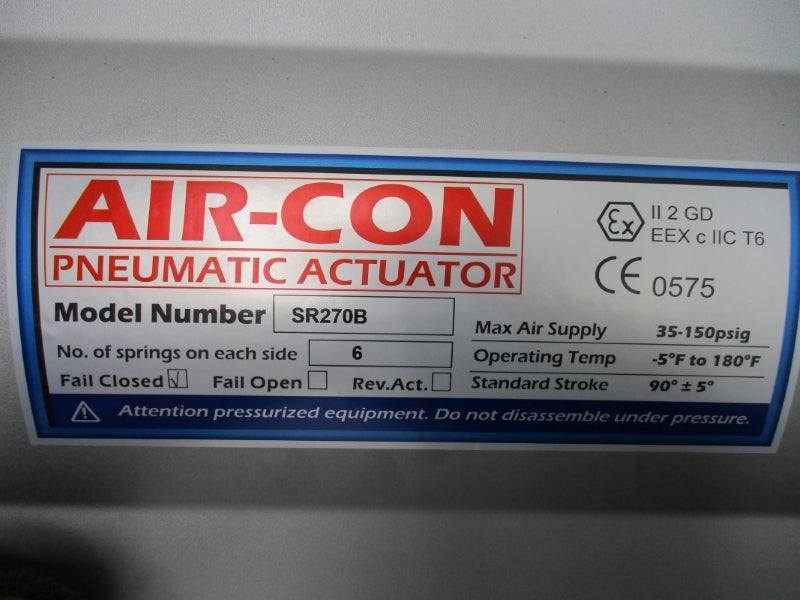 AIR-CON
PNEUMATIC ACTUATOR
Ex II 2 GD
EEX c IIC T6
CE 0575
Model Number SR270B
No. of springs on each side 6
Fail Closed Fail Open Rev.Act.
Max Air Supply 35-150psig
Operating Temp -5°F to 180°F
Standard Stroke 90° ± 5°
Attention pressurized equipment. Do not disassemble under pressure.